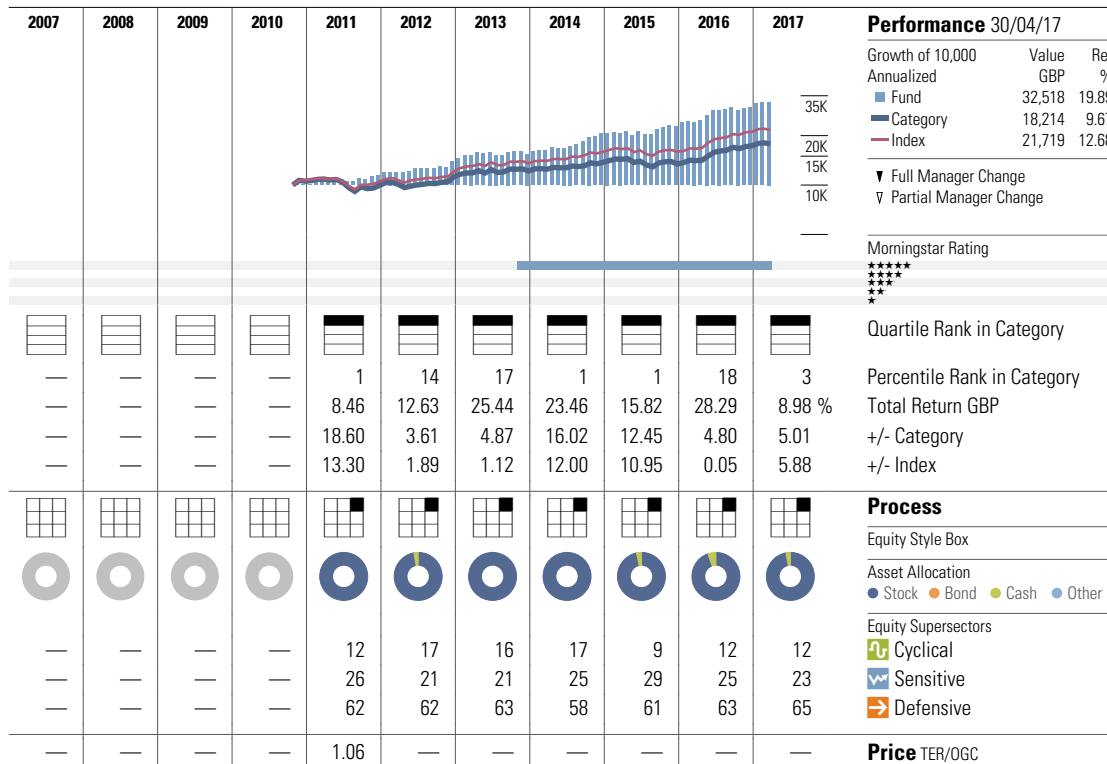 2007 2008 2009 2010 2011 2012 2013 2014 2015 2016 2017
Performance 30/04/17
Growth of 10,000 Value
Annualized GBP
Fund 32,518
Category 18,214
Index 21,719
▼ Full Manager Change
▽ Partial Manager Change
35K
20K
15K
10K
Morningstar Rating
★★★★★
★★★★
★★★
★★
★
Quartile Rank in Category
— — — — 1 14 17 1 1 18 3 Percentile Rank in Category
— — — — 8.46 12.63 25.44 23.46 15.82 28.29 8.98 % Total Return GBP
— — — — 18.60 3.61 4.87 16.02 12.45 4.80 5.01 +/- Category
— — — — 13.30 1.89 1.12 12.00 10.95 0.05 5.88 +/- Index
Process
Equity Style Box
Asset Allocation
Stock Bond Cash Other
Equity Supersectors
— — — — 12 17 16 17 9 12 12 Cyclical
— — — — 26 21 21 25 29 25 23 Sensitive
— — — — 62 62 63 58 61 63 65 Defensive
— — — — 1.06 — — — — — — Price TER/OGC